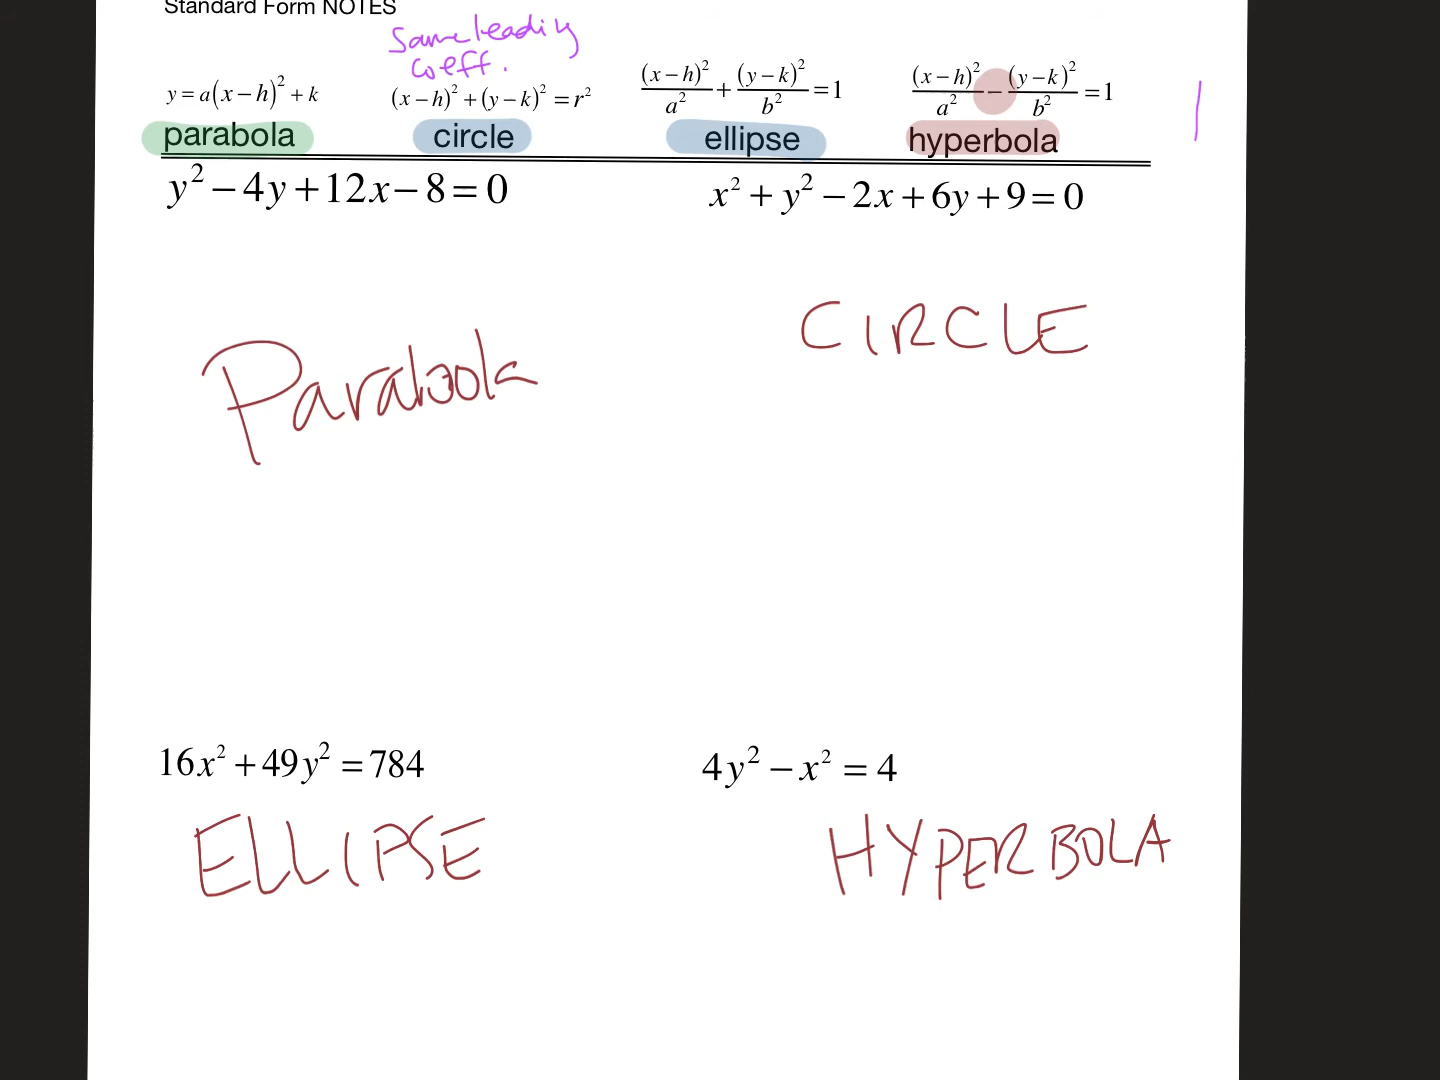 Standard Form NOTES
Same leading
coeff.
y = a(x − h)² + k
(x − h)² + (y − k)² = r²
(x − h)²/a² + (y − k)²/b² = 1
(x − h)²/a² − (y − k)²/b² = 1
parabola circle ellipse hyperbola
y² − 4y + 12x − 8 = 0
x² + y² − 2x + 6y + 9 = 0
Parabola
CIRCLE
16x² + 49y² = 784
4y² − x² = 4
ELLIPSE
HYPERBOLA